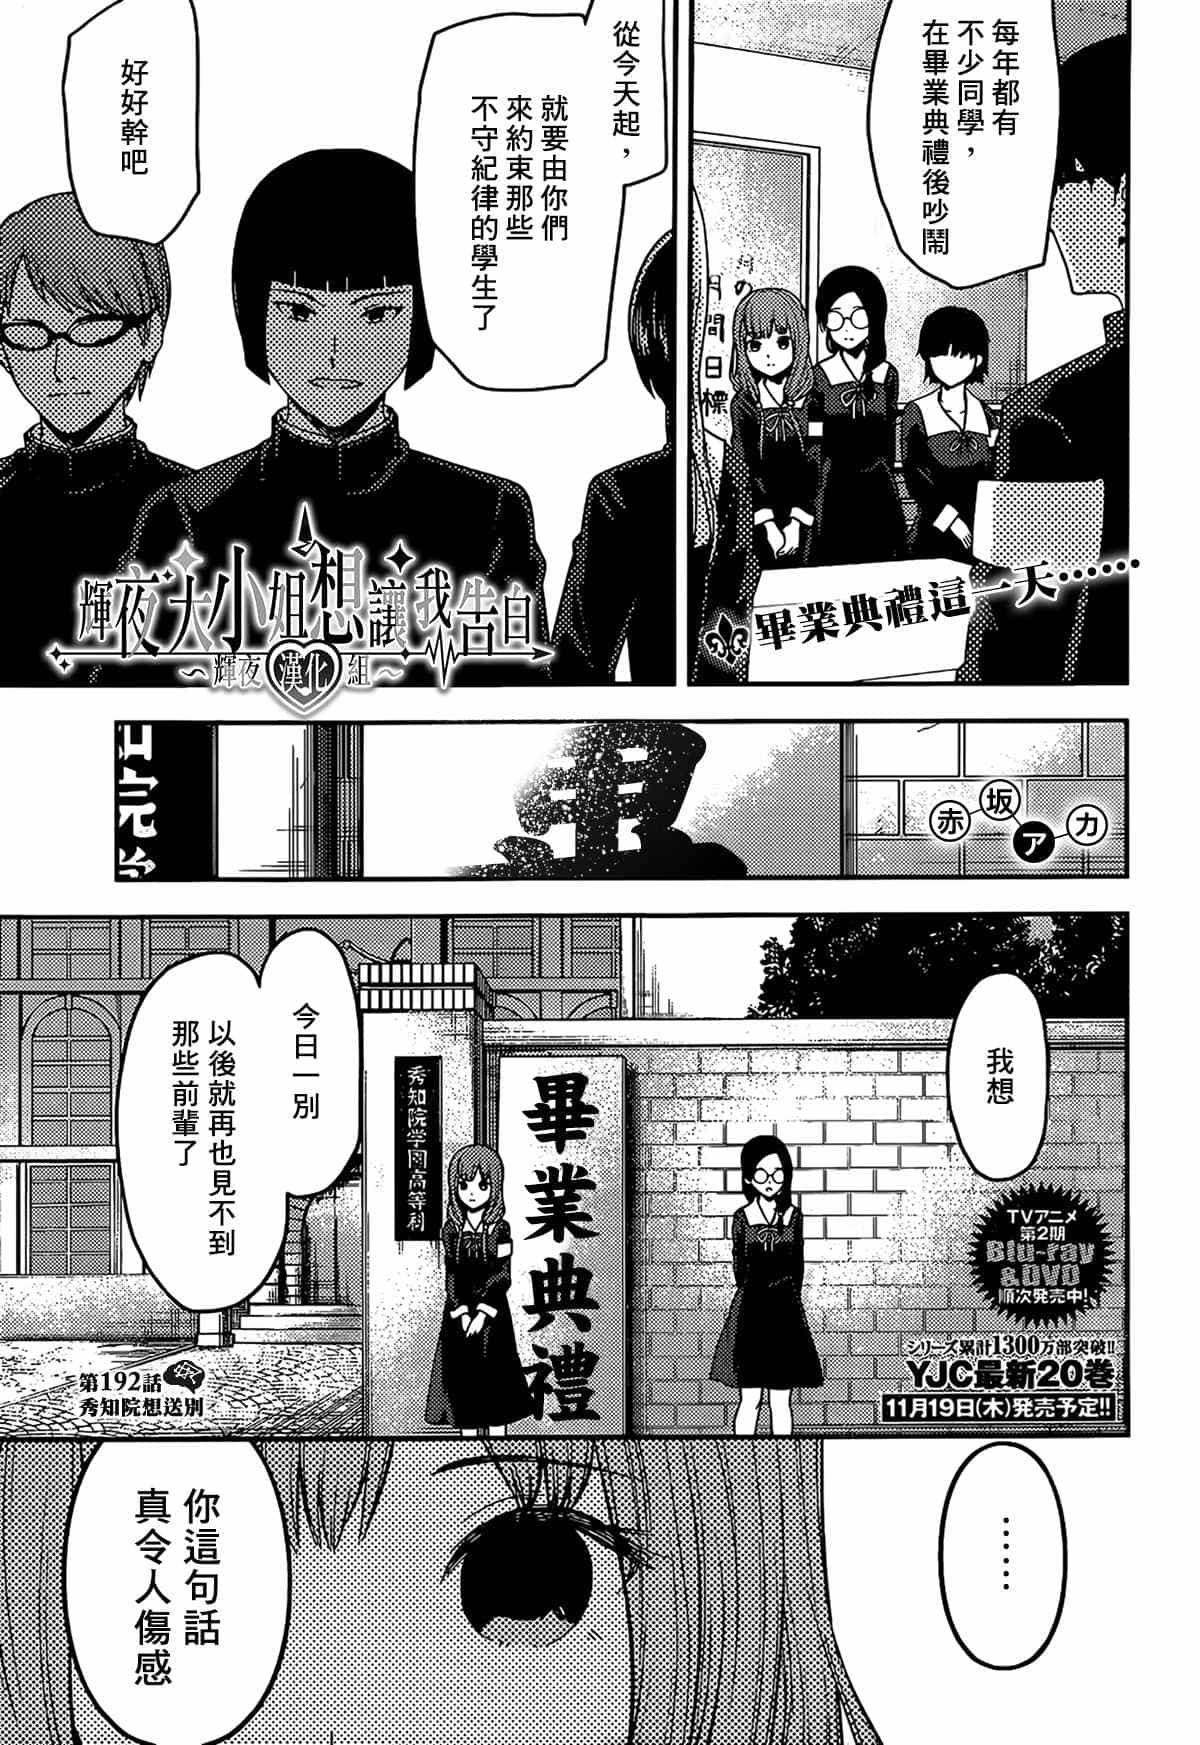 每年都有
不少同學，
在畢業典禮後吵鬧
月の
月間目標
畢業典禮這一天……
從今天起，
就要由你們
來約束那些
不守紀律的學生了
好好幹吧
輝夜大小姐想讓我告白
～輝夜漢化組～
赤坂アカ
我想
今日一別
以後就再也見不到
那些前輩了
秀知院学園高等科
畢業典禮
TVアニメ
第2期
Blu-ray
&DVD
順次発売中!
シリーズ累計1300万部突破!!
YJC最新20巻
11月19日(木)発売予定!!
第192話
秀知院想送別
……
你這句話
真令人傷感